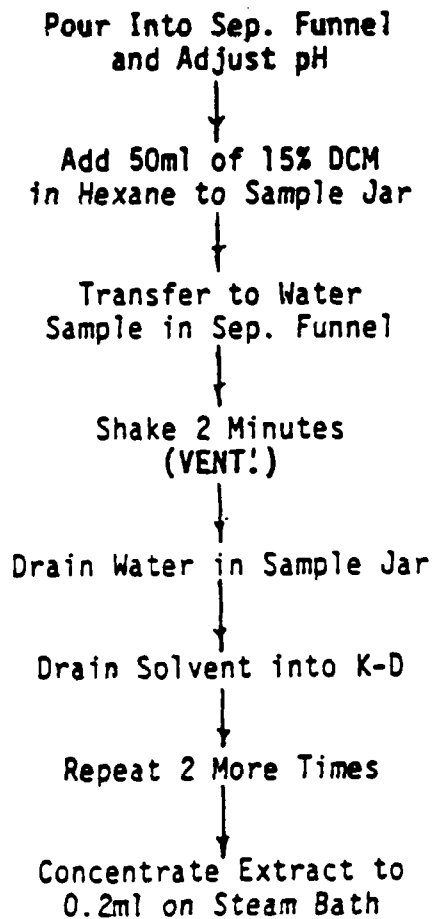 Pour Into Sep. Funnel
and Adjust pH
Add 50ml of 15% DCM
in Hexane to Sample Jar
Transfer to Water
Sample in Sep. Funnel
Shake 2 Minutes
(VENT!)
Drain Water in Sample Jar
Drain Solvent into K-D
Repeat 2 More Times
Concentrate Extract to
0.2ml on Steam Bath